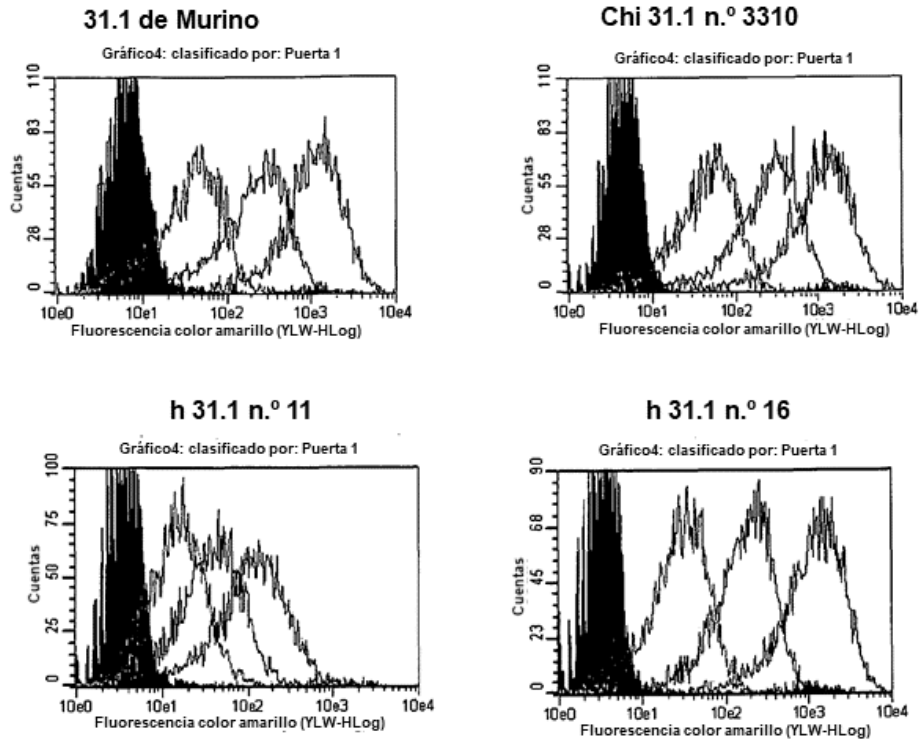 31.1 de Murino
Gráfico4: clasificado por: Puerta 1
110
83
55
28
0
Cuentas
10e0 10e1 10e2 10e3 10e4
Fluorescencia color amarillo (YLW-HLog)
Chi 31.1 n.º 3310
Gráfico4: clasificado por: Puerta 1
110
83
55
28
0
Cuentas
10e0 10e1 10e2 10e3 10e4
Fluorescencia color amarillo (YLW-HLog)
h 31.1 n.º 11
Gráfico4: clasificado por: Puerta 1
100
75
50
25
0
Cuentas
10e0 10e1 10e2 10e3 10e4
Fluorescencia color amarillo (YLW-HLog)
h 31.1 n.º 16
Gráfico4: clasificado por: Puerta 1
90
68
45
23
0
Cuentas
10e0 10e1 10e2 10e3 10e4
Fluorescencia color amarillo (YLW-HLog)